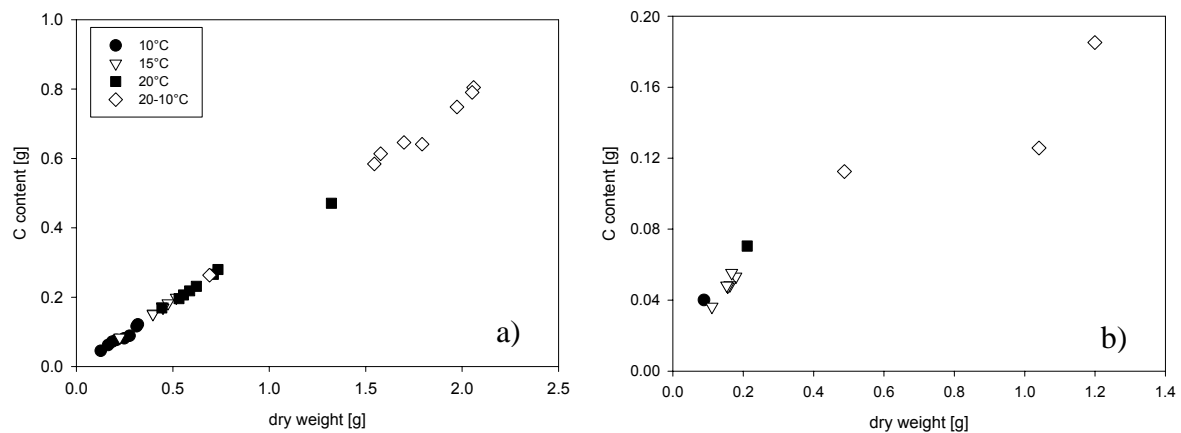 1.0
0.8
0.6
0.4
0.2
0.0
C content [g]
10°C
15°C
20°C
20-10°C
a)
0.0 0.5 1.0 1.5 2.0 2.5
dry weight [g]
0.20
0.16
0.12
0.08
0.04
0.00
C content [g]
b)
0.0 0.2 0.4 0.6 0.8 1.0 1.2 1.4
dry weight [g]